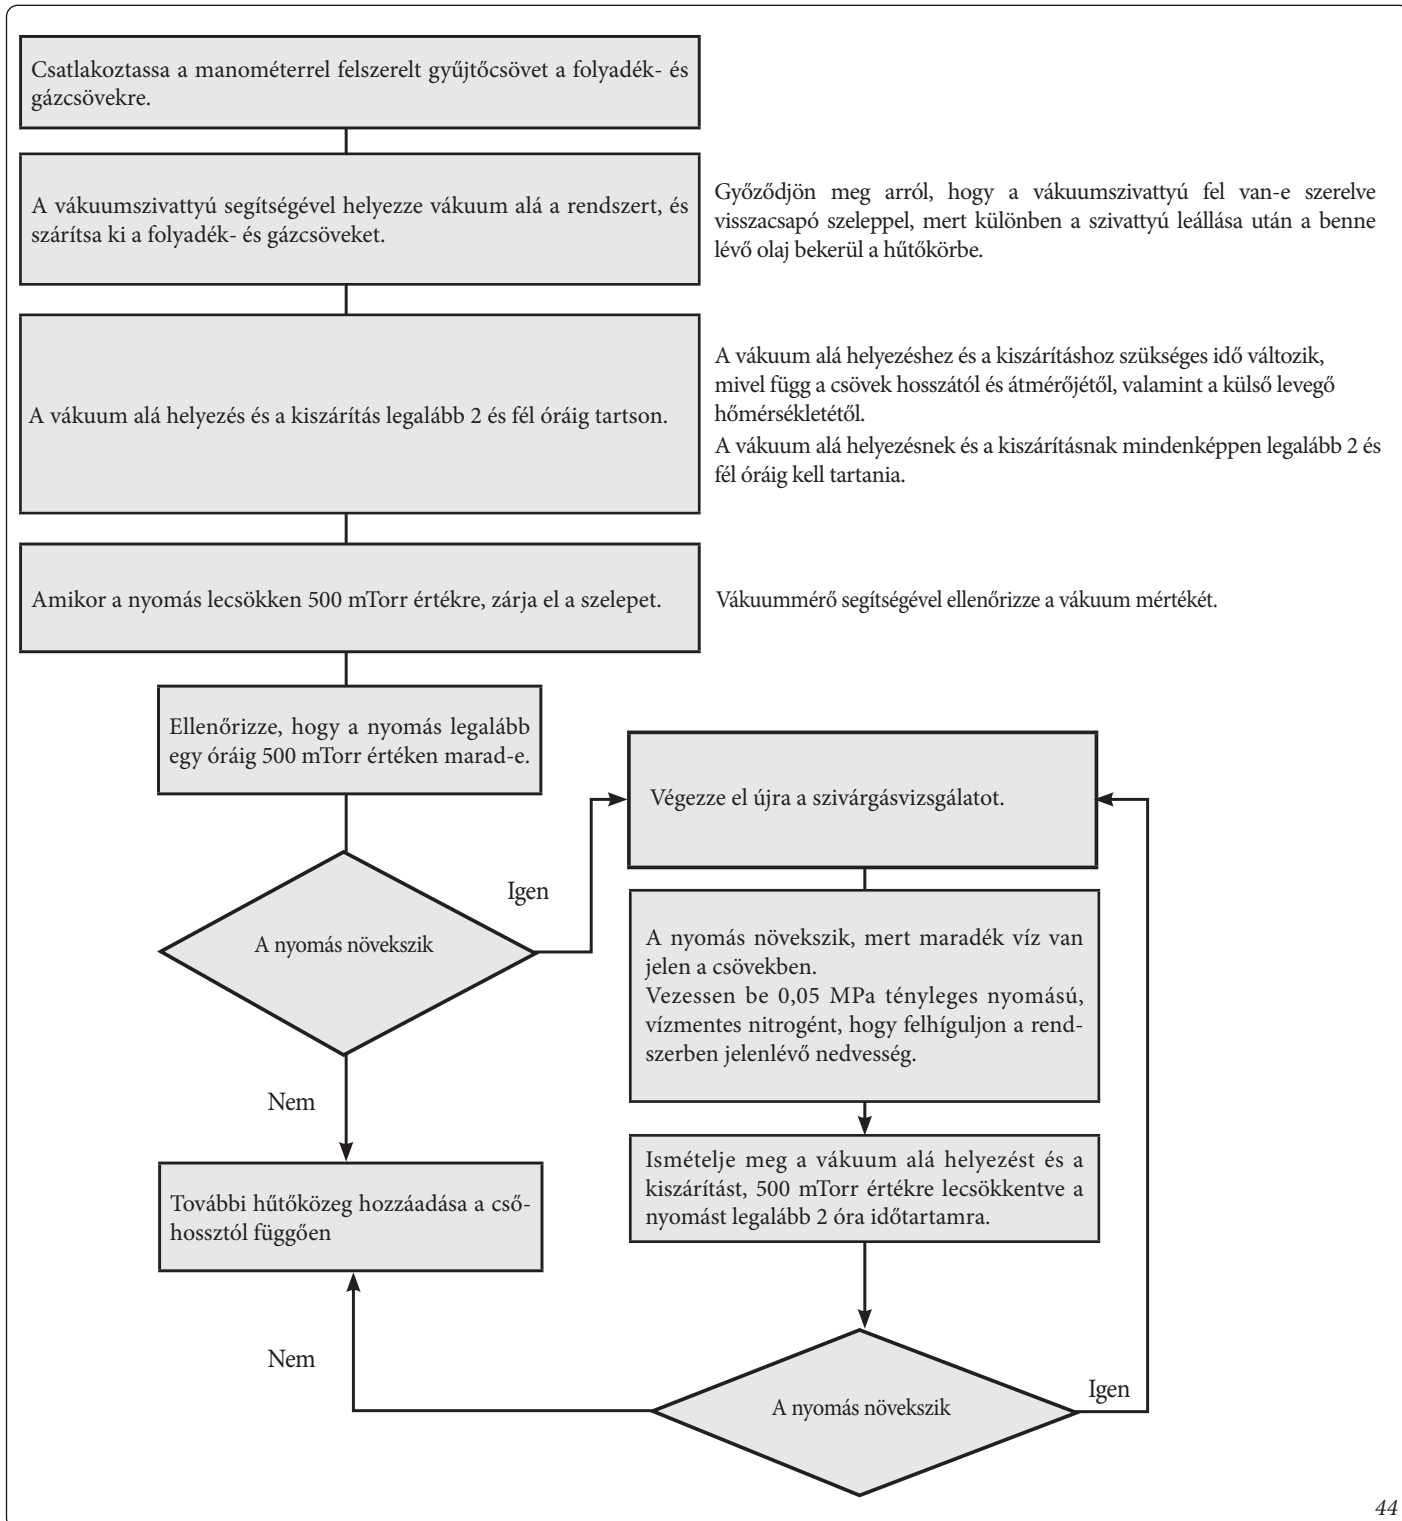 Csatlakoztassa a manométerrel felszerelt gyűjtőcsövet a folyadék- és
gázcsövekre.
A vákuumszivattyú segítségével helyezze vákuum alá a rendszert, és
szárítsa ki a folyadék- és gázcsöveket.
Győződjön meg arról, hogy a vákuumszivattyú fel van-e szerelve
visszacsapó szeleppel, mert különben a szivattyú leállása után a benne
lévő olaj bekerül a hűtőkörbe.
A vákuum alá helyezés és a kiszárítás legalább 2 és fél óráig tartson.
A vákuum alá helyezéshez és a kiszárításhoz szükséges idő változik,
mivel függ a csövek hosszától és átmérőjétől, valamint a külső levegő
hőmérsékletétől.
A vákuum alá helyezésnek és a kiszárításnak mindenképpen legalább 2 és
fél óráig kell tartania.
Amikor a nyomás lecsökken 500 mTorr értékre, zárja el a szelepet.
Vákuummérő segítségével ellenőrizze a vákuum mértékét.
Ellenőrizze, hogy a nyomás legalább
egy óráig 500 mTorr értéken marad-e.
Végezze el újra a szivárgásvizsgálatot.
Igen
A nyomás növekszik
A nyomás növekszik, mert maradék víz van
jelen a csövekben.
Vezessen be 0,05 MPa tényleges nyomású,
vízmentes nitrogént, hogy felhíguljon a rend-
szerben jelenlévő nedvesség.
Nem
Ismételje meg a vákuum alá helyezést és a
kiszárítást, 500 mTorr értékre lecsökkentve a
nyomást legalább 2 óra időtartamra.
További hűtőközeg hozzáadása a cső-
hossztól függően
Nem
A nyomás növekszik
Igen
44